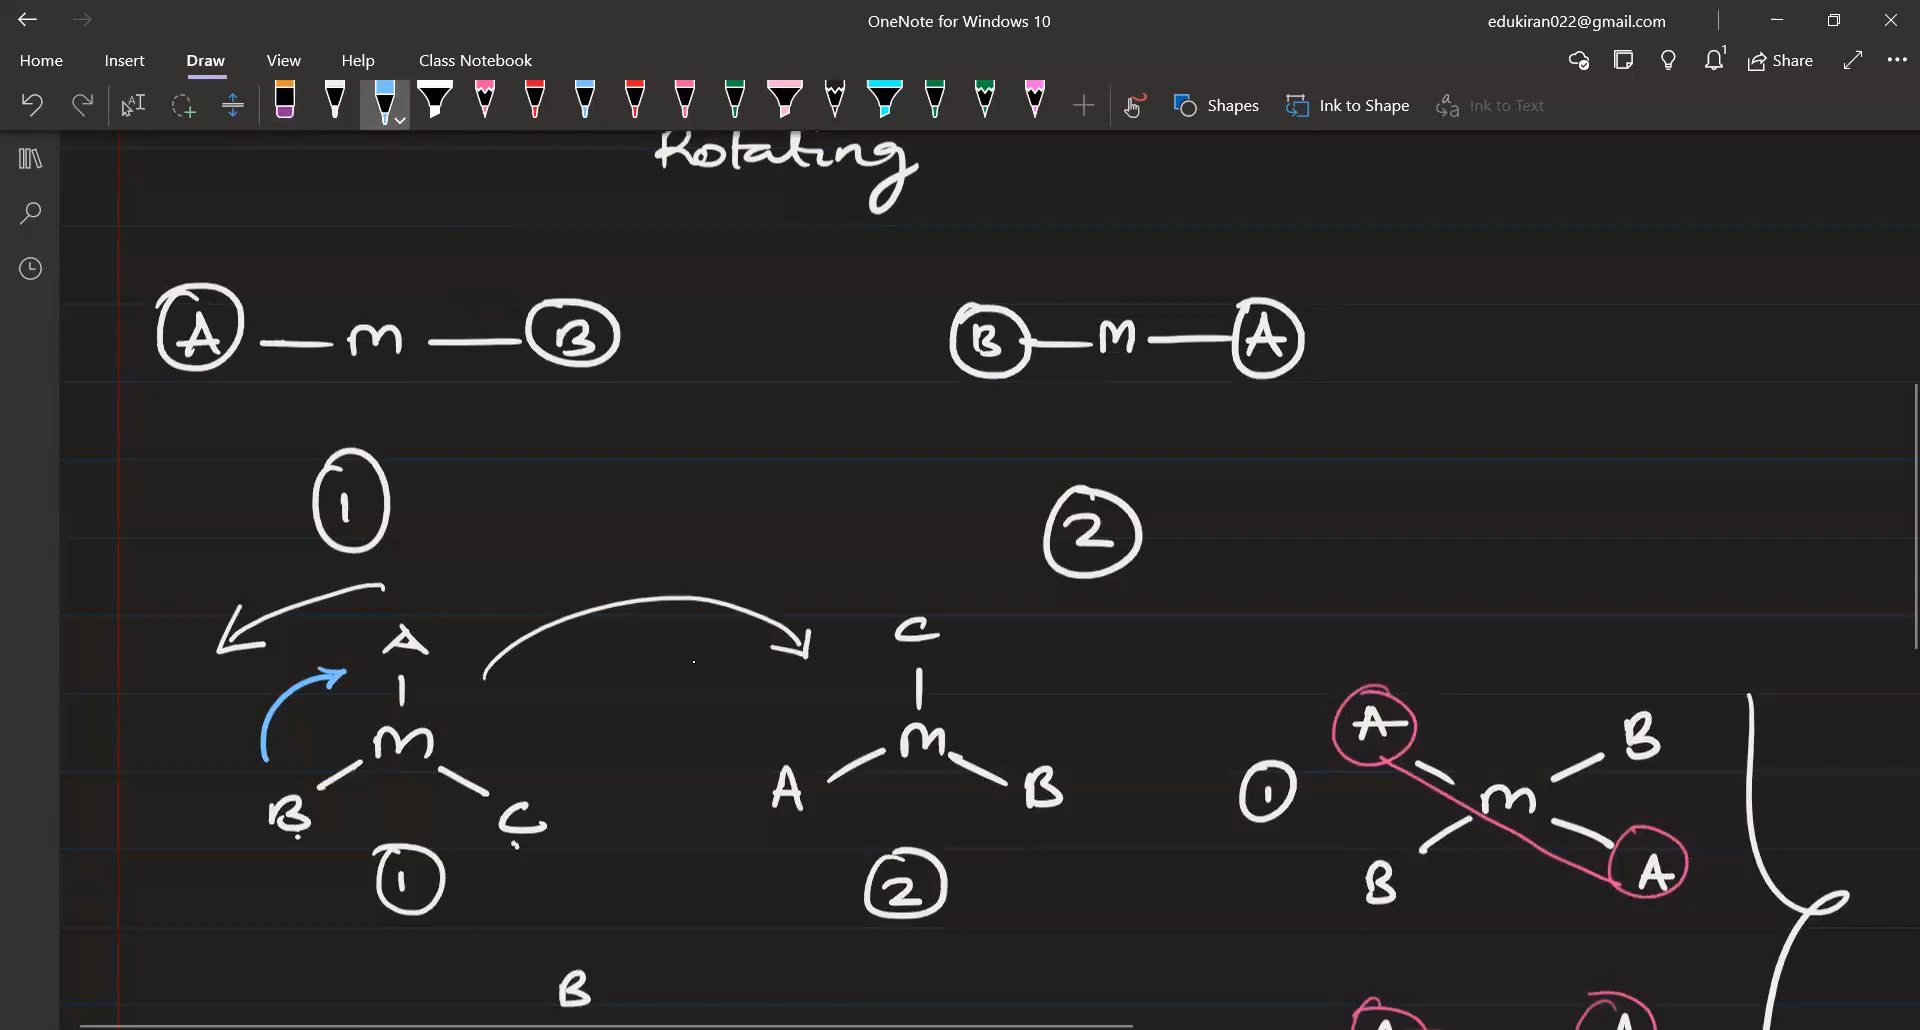 OneNote for Windows 10
edukiran022@gmail.com
Home Insert Draw View Help Class Notebook
1
Share
A
Shapes
Ink to Shape
a
Ink to Text
Rotating
A — M — B
B — M — A
1
2
A
M
B C
1
C
M
A B
2
A B
1 M
B A
B
A A